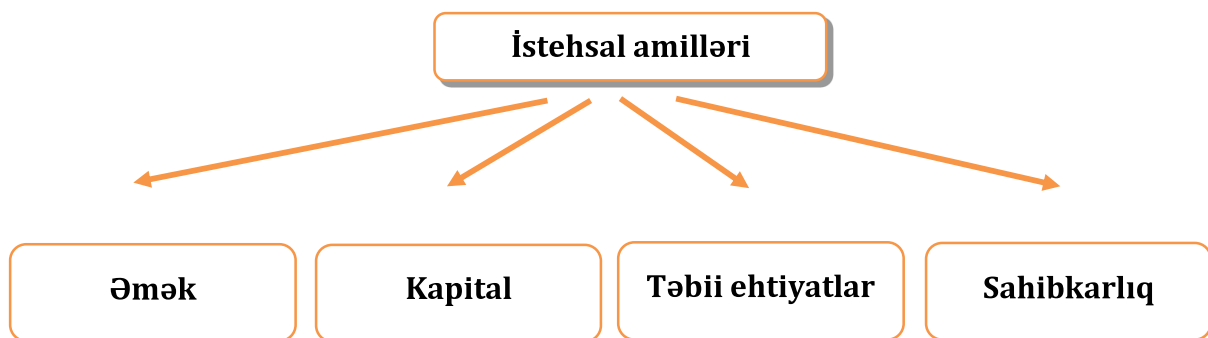 İstehsal amilləri
Əmək
Kapital
Təbii ehtiyatlar
Sahibkarlıq